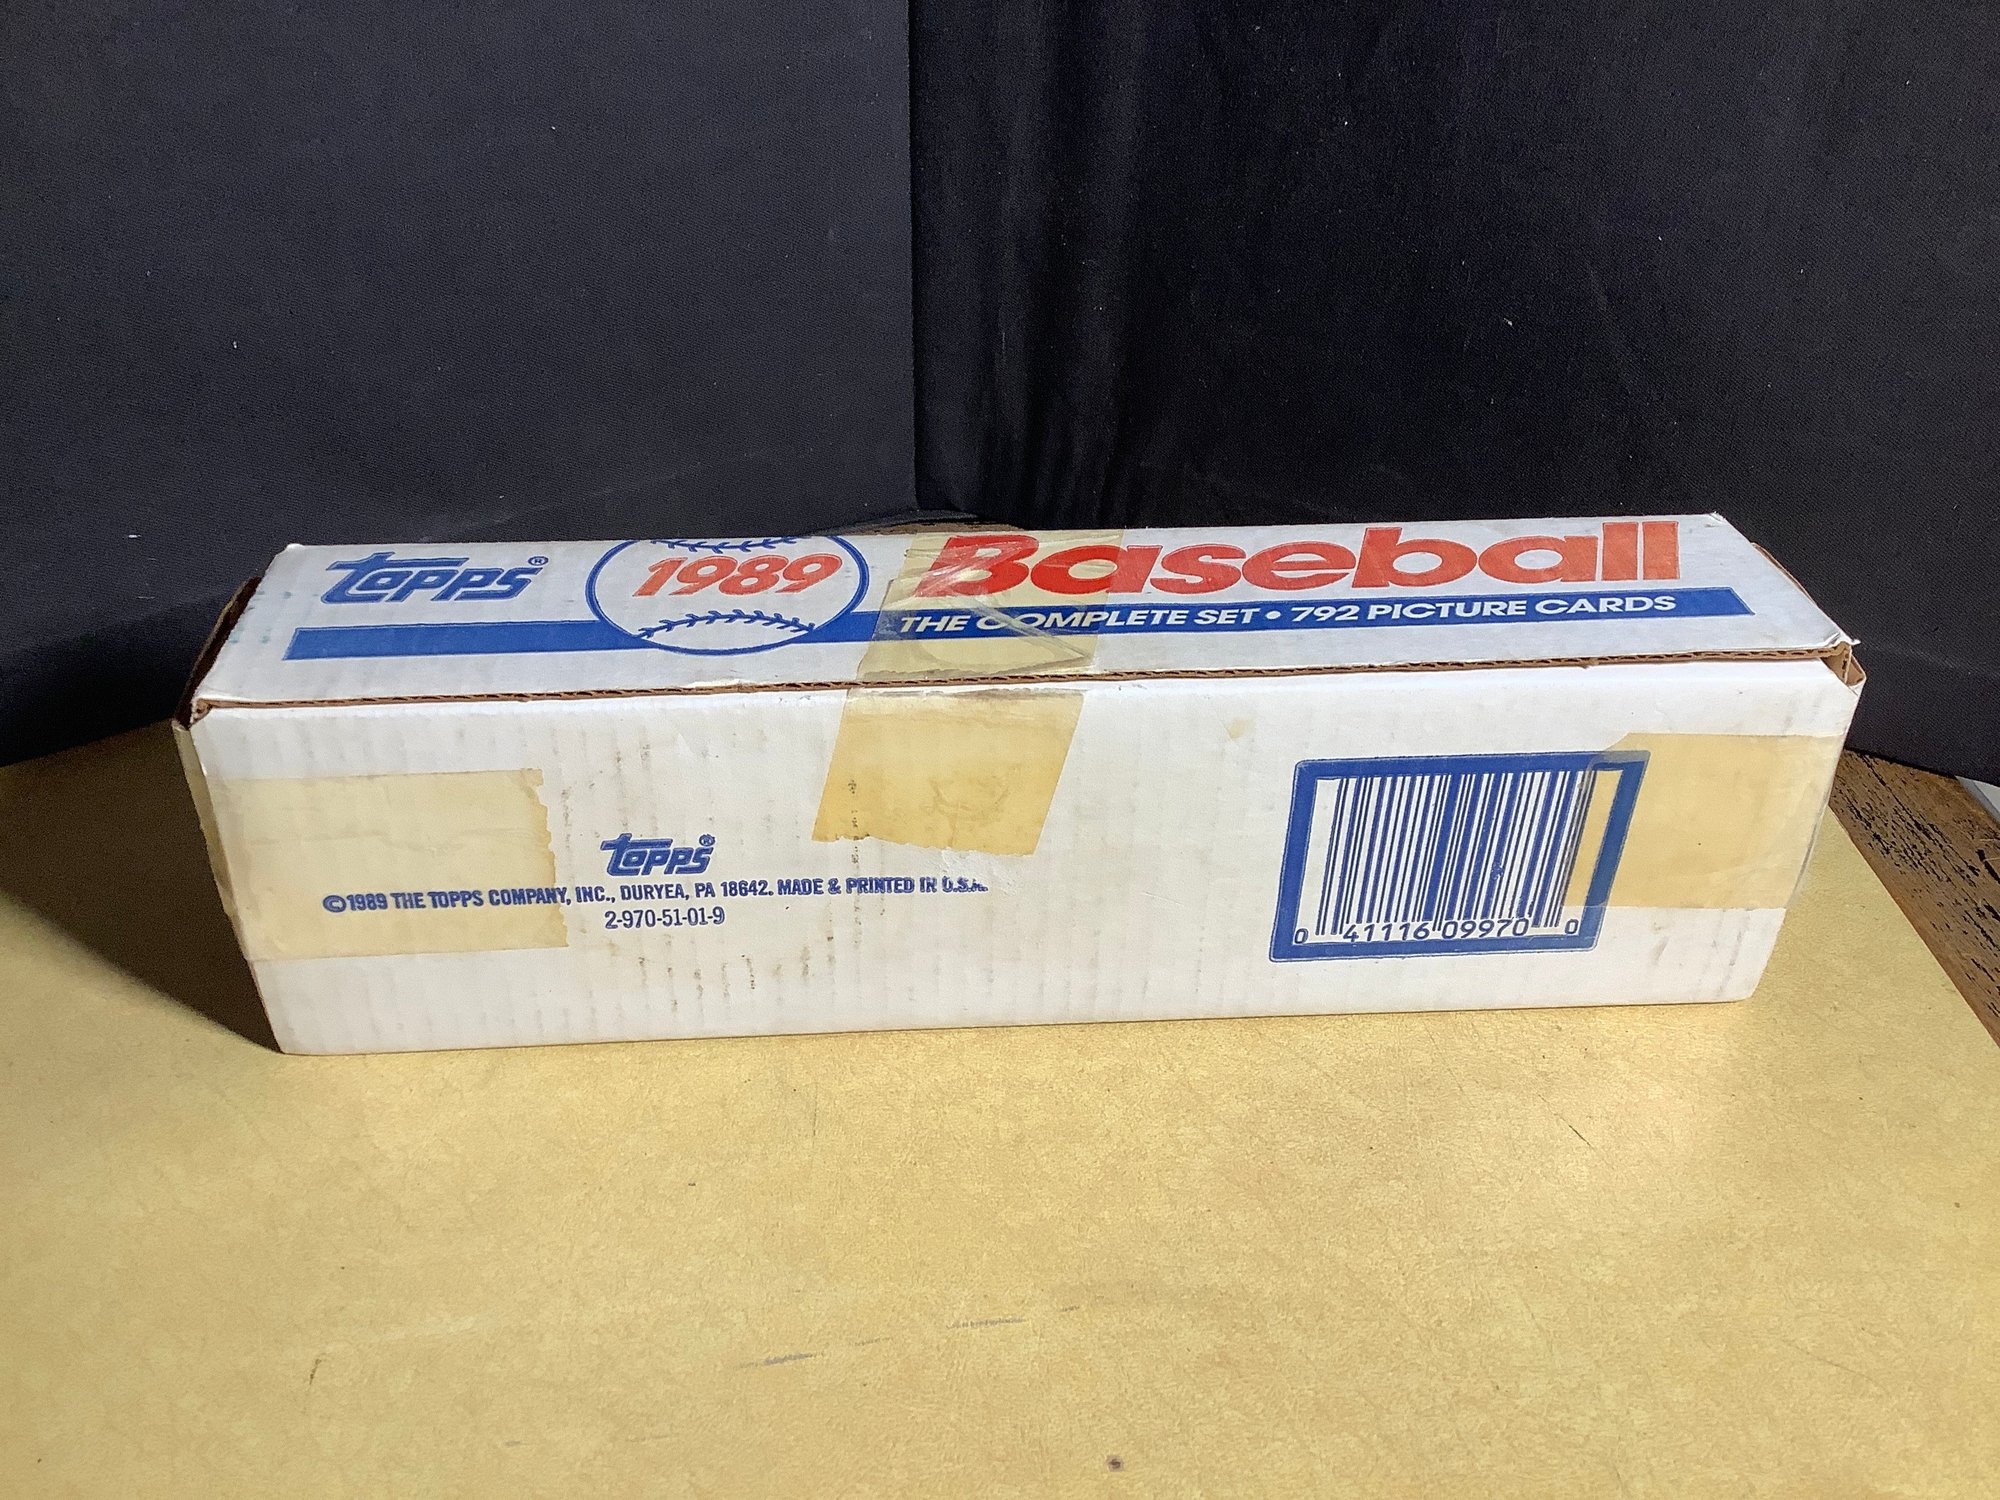 topps®
1989
Baseball
THE COMPLETE SET • 792 PICTURE CARDS
topps®
©1989 THE TOPPS COMPANY, INC., DURYEA, PA 18642. MADE & PRINTED IN U.S.A.
2-970-51-01-9
0 41116 09970 0